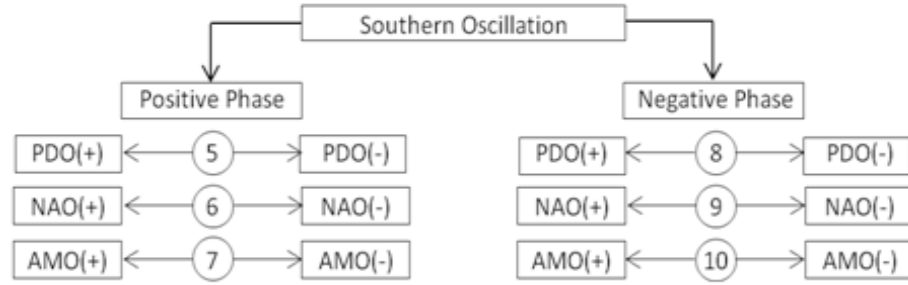 Southern Oscillation
Positive Phase Negative Phase
PDO(+) 5 PDO(-) PDO(+) 8 PDO(-)
NAO(+) 6 NAO(-) NAO(+) 9 NAO(-)
AMO(+) 7 AMO(-) AMO(+) 10 AMO(-)